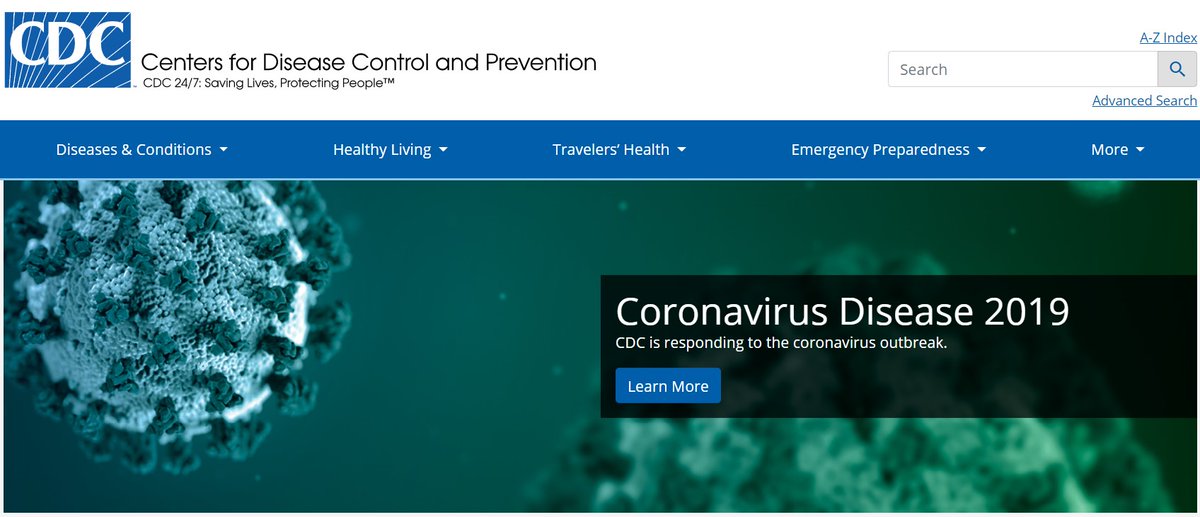 CDC
Centers for Disease Control and Prevention
CDC 24/7: Saving Lives, Protecting People™
A-Z Index
Search
Advanced Search
Diseases & Conditions
Healthy Living
Travelers’ Health
Emergency Preparedness
More
Coronavirus Disease 2019
CDC is responding to the coronavirus outbreak.
Learn More